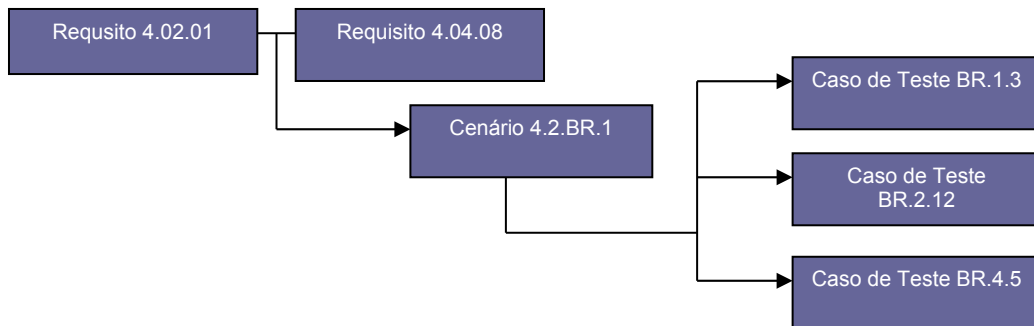 Requsito 4.02.01
Requisito 4.04.08
Cenário 4.2.BR.1
Caso de Teste BR.1.3
Caso de Teste
BR.2.12
Caso de Teste BR.4.5